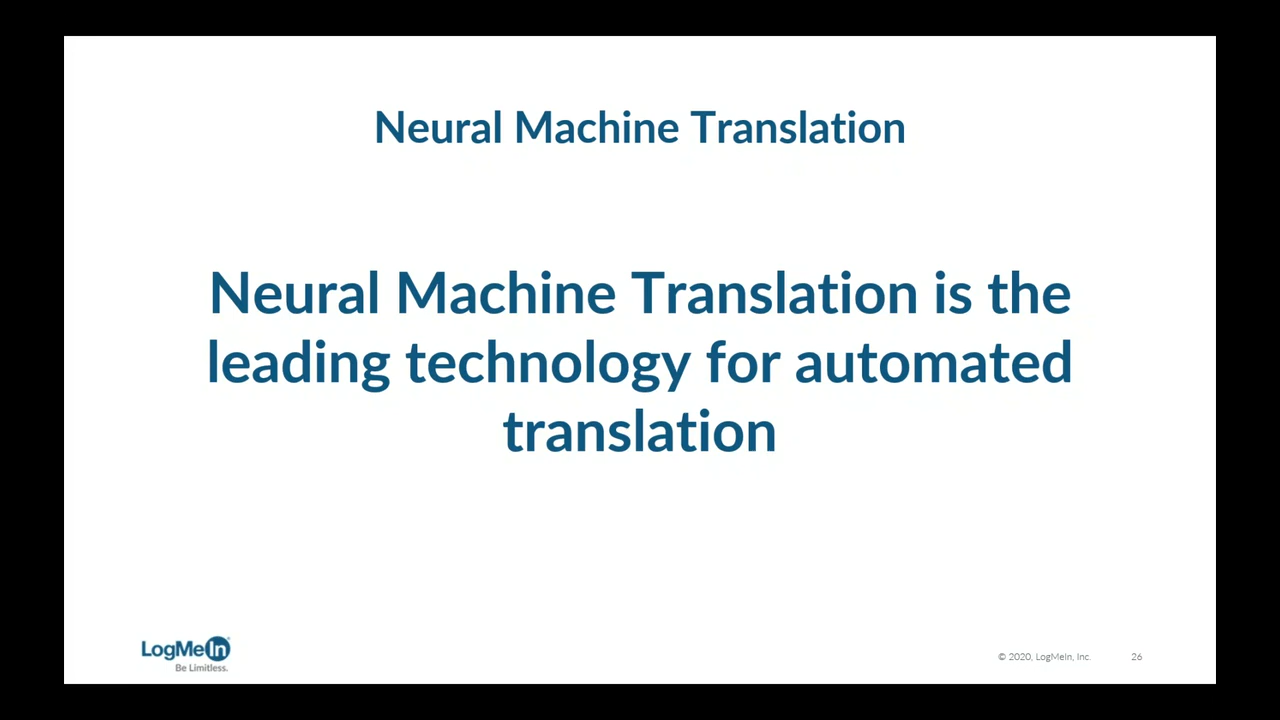 Neural Machine Translation
Neural Machine Translation is the
leading technology for automated
translation
LogMeIn
Be Limitless.
© 2020, LogMeIn, Inc.
26